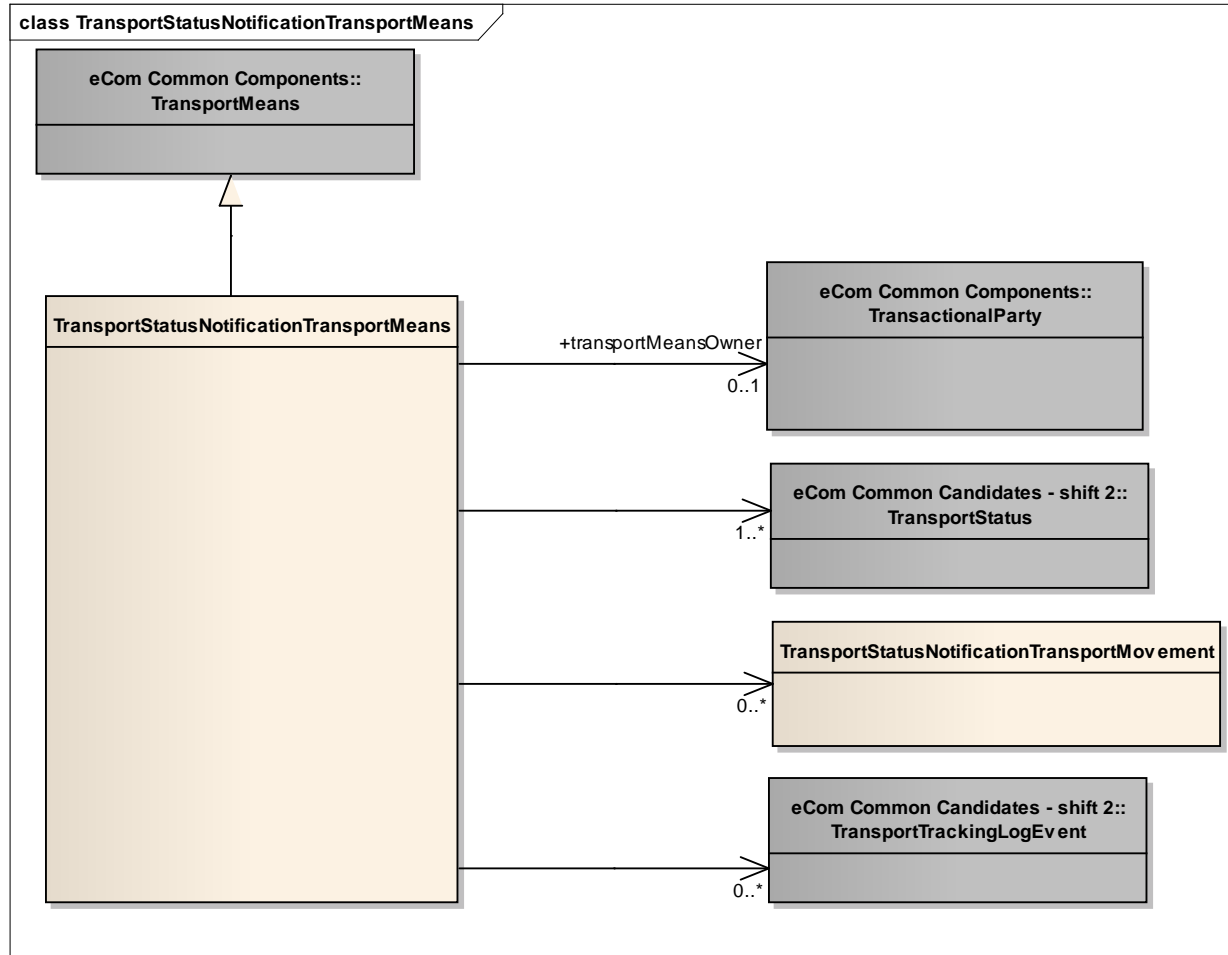 class TransportStatusNotificationTransportMeans
eCom Common Components::
TransportMeans
TransportStatusNotificationTransportMeans
eCom Common Components::
TransactionalParty
+transportMeansOwner
0..1
eCom Common Candidates - shift 2::
TransportStatus
1..*
TransportStatusNotificationTransportMovement
0..*
eCom Common Candidates - shift 2::
TransportTrackingLogEvent
0..*